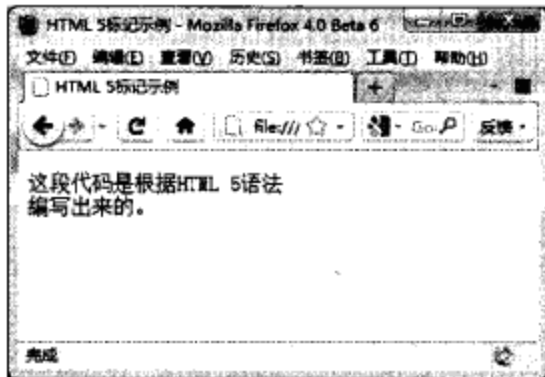 HTML 5标记示例 - Mozilla Firefox 4.0 Beta 6
文件(F) 编辑(E) 查看(V) 历史(S) 书签(B) 工具(T) 帮助(H)
HTML 5标记示例
file:/// Go 反馈
这段代码是根据HTML 5语法
编写出来的。
完成